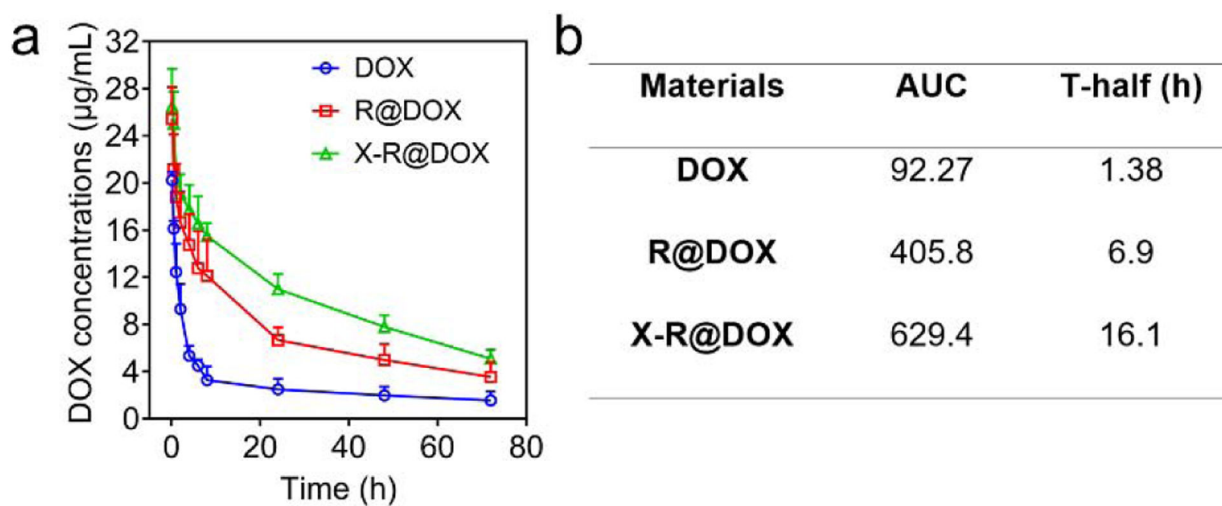 a
DOX concentrations (µg/mL)
32
28
24
20
16
12
8
4
0
0 20 40 60 80
Time (h)
DOX
R@DOX
X-R@DOX
b
Materials AUC T-half (h)
DOX 92.27 1.38
R@DOX 405.8 6.9
X-R@DOX 629.4 16.1